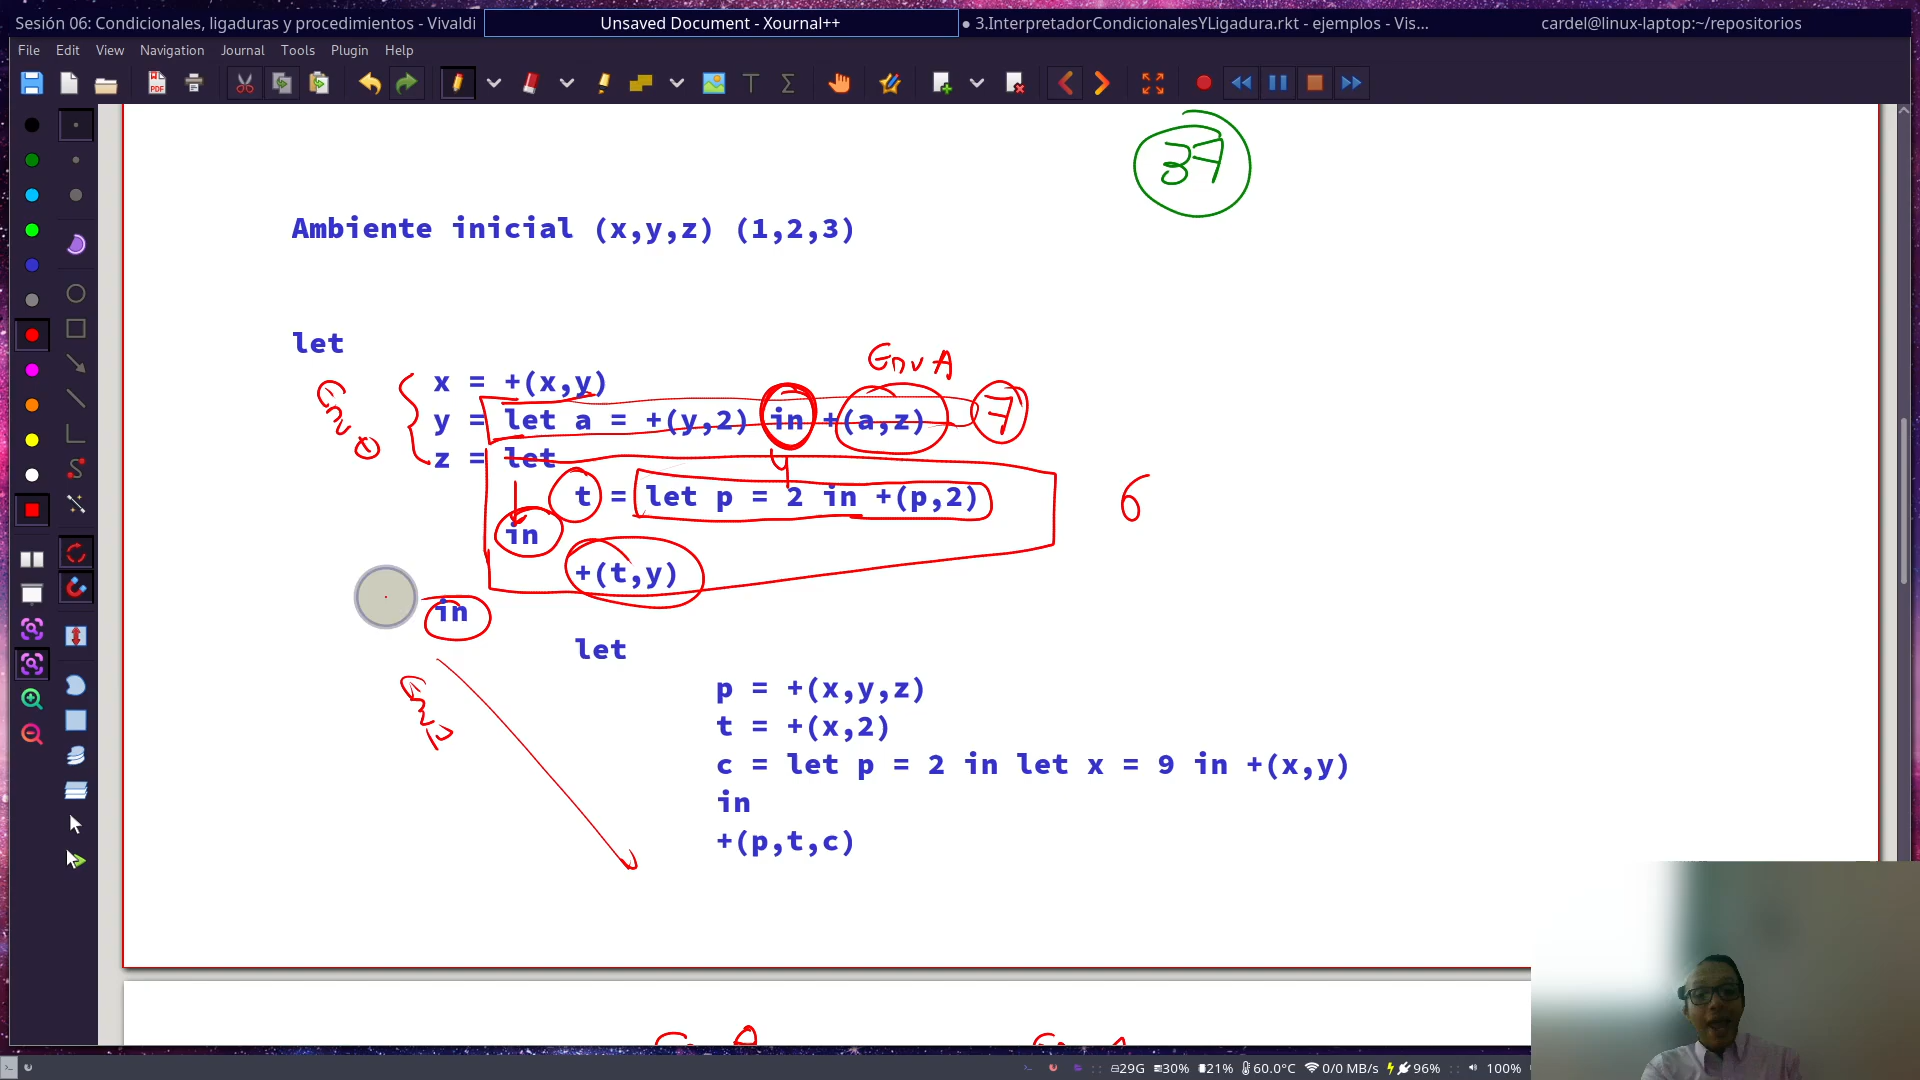 Sesión 06: Condicionales, ligaduras y procedimientos - Vivaldi
Unsaved Document - Xournal++
● 3.InterpretadorCondicionalesYLigadura.rkt - ejemplos - Vis...
cardel@linux-laptop:~/repositorios
File Edit View Navigation Journal Tools Plugin Help
37
Ambiente inicial (x,y,z) (1,2,3)
let
Env A
x = +(x,y)
Env 0
y = let a = +(y,2) in +(a,z)
7
4
z = let
t = let p = 2 in +(p,2)
6
in
+(t,y)
in
let
p = +(x,y,z)
t = +(x,2)
c = let p = 2 in let x = 9 in +(x,y)
in
+(p,t,c)
29G 30% 21% 60.0°C 0/0 MB/s 96% 100%